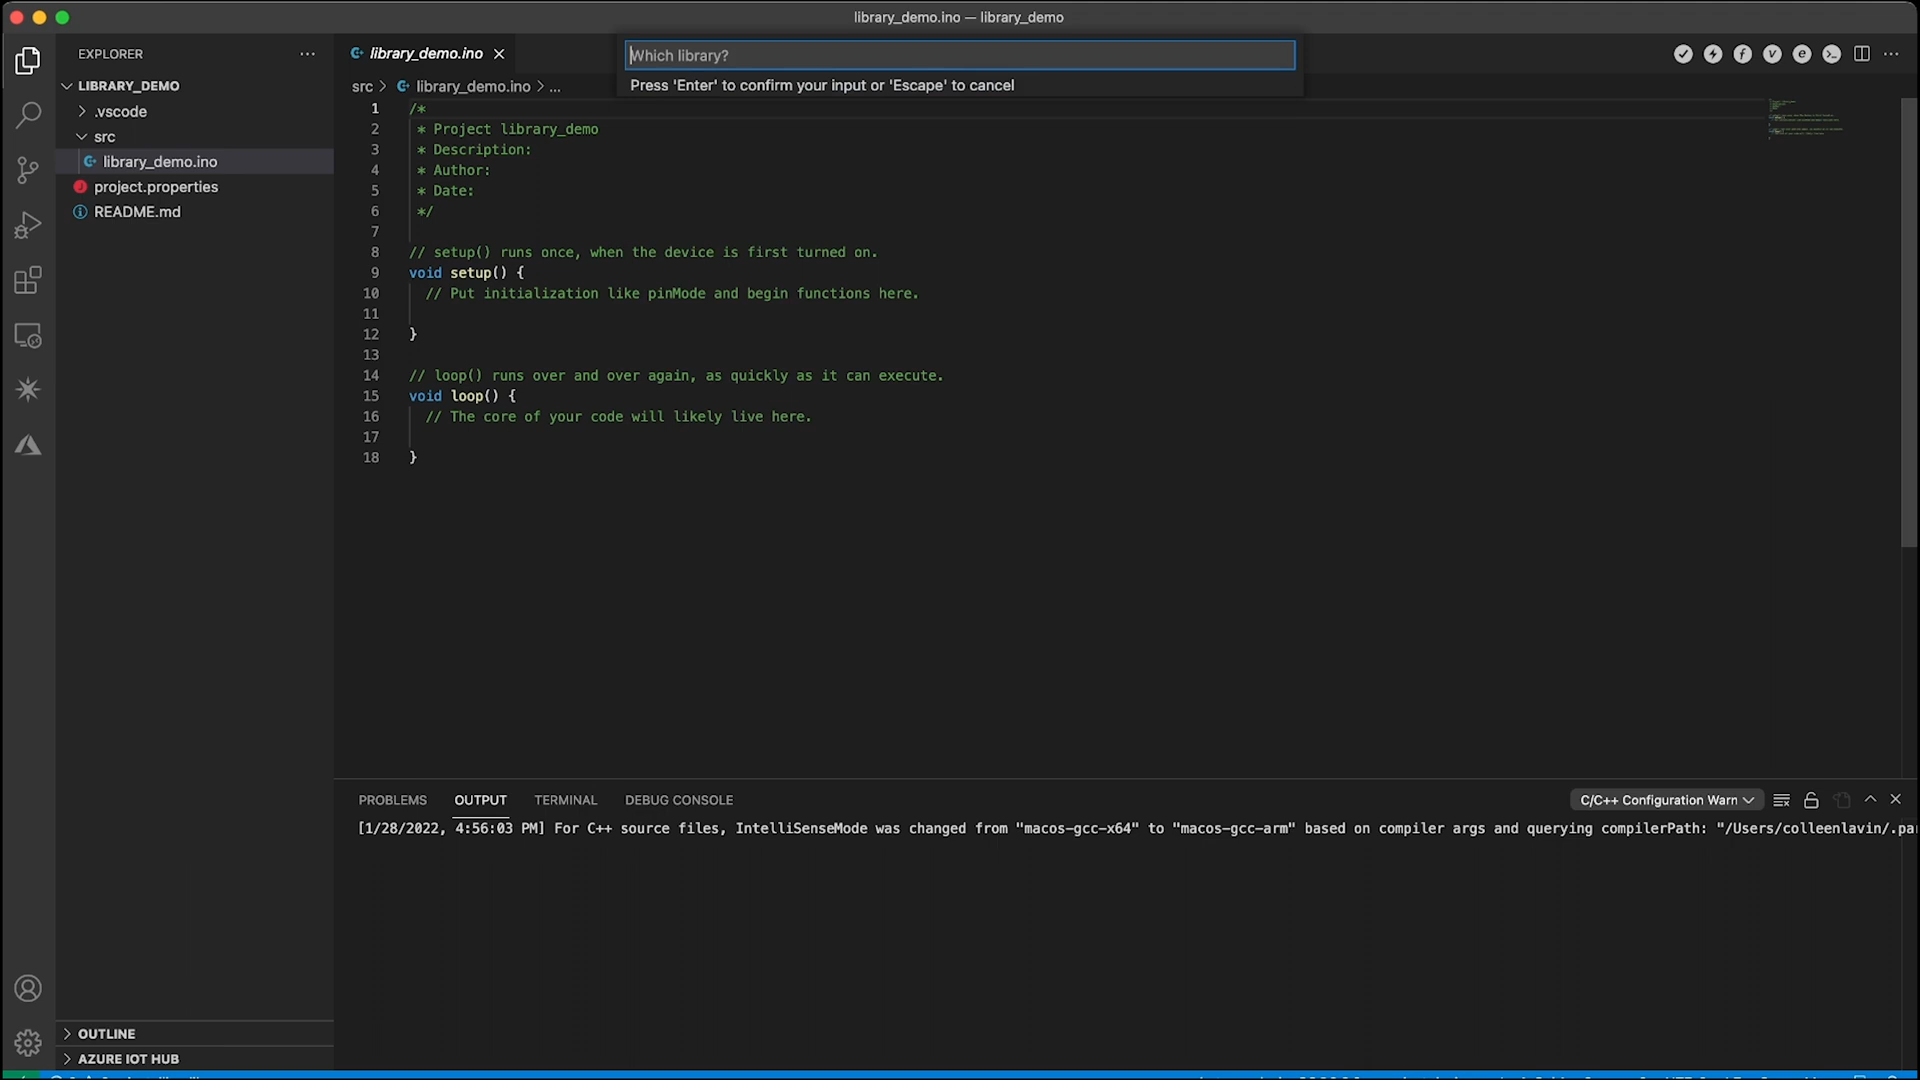 library_demo.ino — library_demo
EXPLORER
LIBRARY_DEMO
.vscode
src
library_demo.ino
project.properties
README.md
OUTLINE
AZURE IOT HUB
library_demo.ino
Which library?
Press 'Enter' to confirm your input or 'Escape' to cancel
src > library_demo.ino > ...
1 /*
2 * Project library_demo
3 * Description:
4 * Author:
5 * Date:
6 */
7
8 // setup() runs once, when the device is first turned on.
9 void setup() {
10 // Put initialization like pinMode and begin functions here.
11
12 }
13
14 // loop() runs over and over again, as quickly as it can execute.
15 void loop() {
16 // The core of your code will likely live here.
17
18 }
PROBLEMS OUTPUT TERMINAL DEBUG CONSOLE
C/C++ Configuration Warn
[1/28/2022, 4:56:03 PM] For C++ source files, IntelliSenseMode was changed from "macos-gcc-x64" to "macos-gcc-arm" based on compiler args and querying compilerPath: "/Users/colleenlavin/.pa